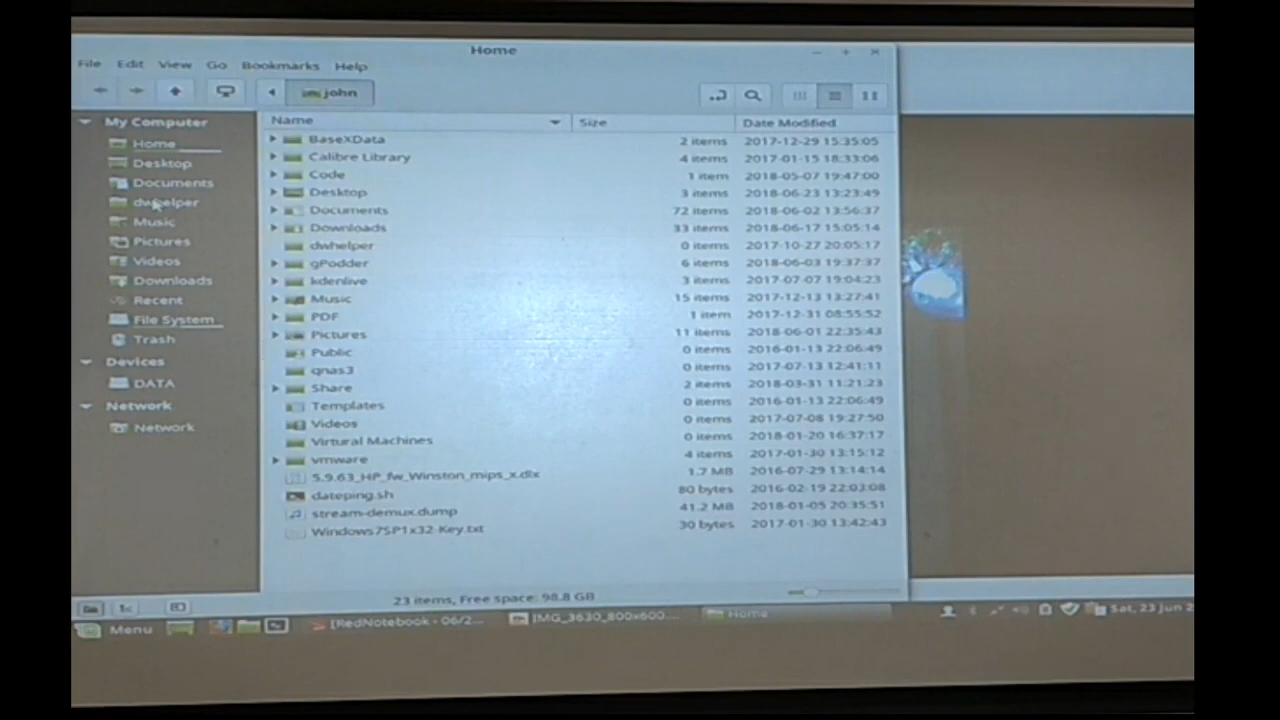 Home
File Edit View Go Bookmarks Help
john
My Computer
Home
Desktop
Documents
dwhelper
Music
Pictures
Videos
Downloads
Recent
File System
Trash
Devices
DATA
Network
Network
Name Size Date Modified
BaseXData 2 items 2017-12-29 15:35:05
Calibre Library 4 items 2017-01-15 18:33:06
Code 1 item 2018-05-07 19:47:00
Desktop 3 items 2018-06-23 13:23:49
Documents 72 items 2018-06-02 13:56:37
Downloads 33 items 2018-06-17 15:05:14
dwhelper 0 items 2017-10-27 20:05:17
gPodder 6 items 2018-06-03 19:37:37
kdenlive 3 items 2017-07-07 19:04:23
Music 15 items 2017-12-13 13:27:41
PDF 1 item 2017-12-31 08:55:52
Pictures 11 items 2018-06-01 22:35:43
Public 0 items 2016-01-13 22:06:49
qnas3 0 items 2017-07-13 12:41:11
Share 2 items 2018-03-31 11:21:23
Templates 0 items 2016-01-13 22:06:49
Videos 0 items 2017-07-08 19:27:50
Virtural Machines 0 items 2018-01-20 16:37:17
vmware 4 items 2017-01-30 13:15:12
5.9.63_HP_fw_Winston_mips_x.dlx 1.7 MB 2016-07-29 13:14:14
dateping.sh 80 bytes 2016-02-19 22:03:08
stream-demux.dump 41.2 MB 2018-01-05 20:35:51
Windows7SP1x32-Key.txt 30 bytes 2017-01-30 13:42:43
23 items, Free space: 98.8 GB
Menu [RedNotebook - 06/2... IMG_3630_800x600.... Home Sat, 23 Jun 2